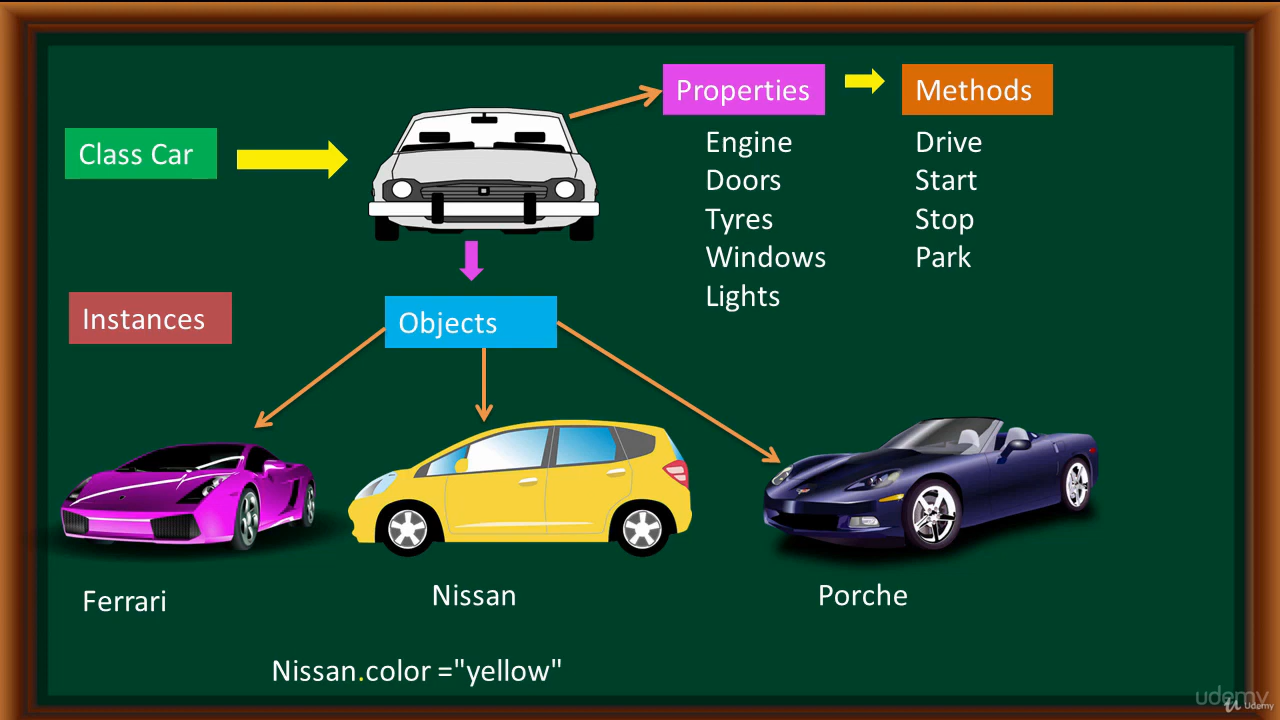 Class Car
Properties
Engine
Doors
Tyres
Windows
Lights
Methods
Drive
Start
Stop
Park
Instances
Objects
Ferrari
Nissan
Porche
Nissan.color ="yellow"
udemy
Udemy